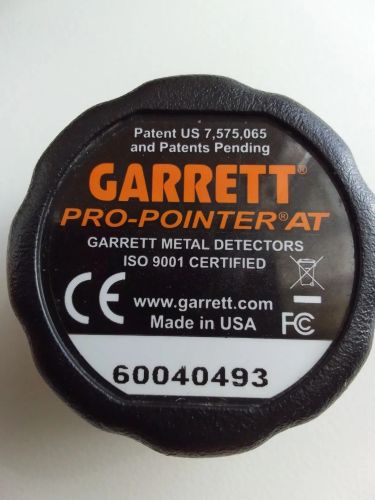 Patent US 7,575,065
and Patents Pending
GARRETT®
PRO-POINTER® AT
GARRETT METAL DETECTORS
ISO 9001 CERTIFIED
CE
www.garrett.com
Made in USA
FC
60040493